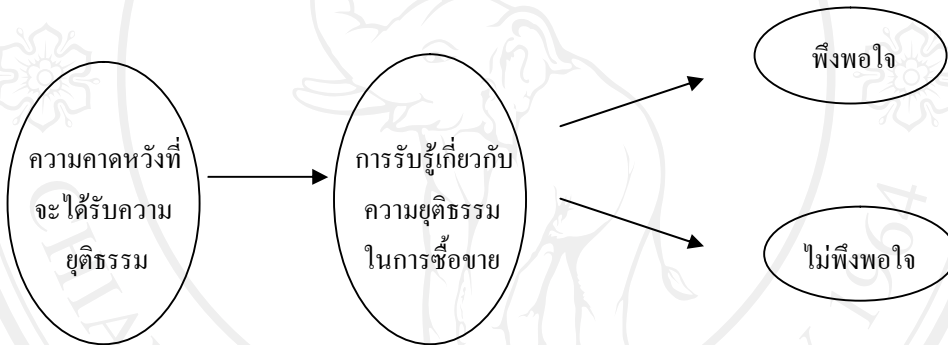 ความคาดหวังที่
จะได้รับความ
ยุติธรรม
การรับรู้เกี่ยวกับ
ความยุติธรรม
ในการซื้อขาย
พึงพอใจ
ไม่พึงพอใจ